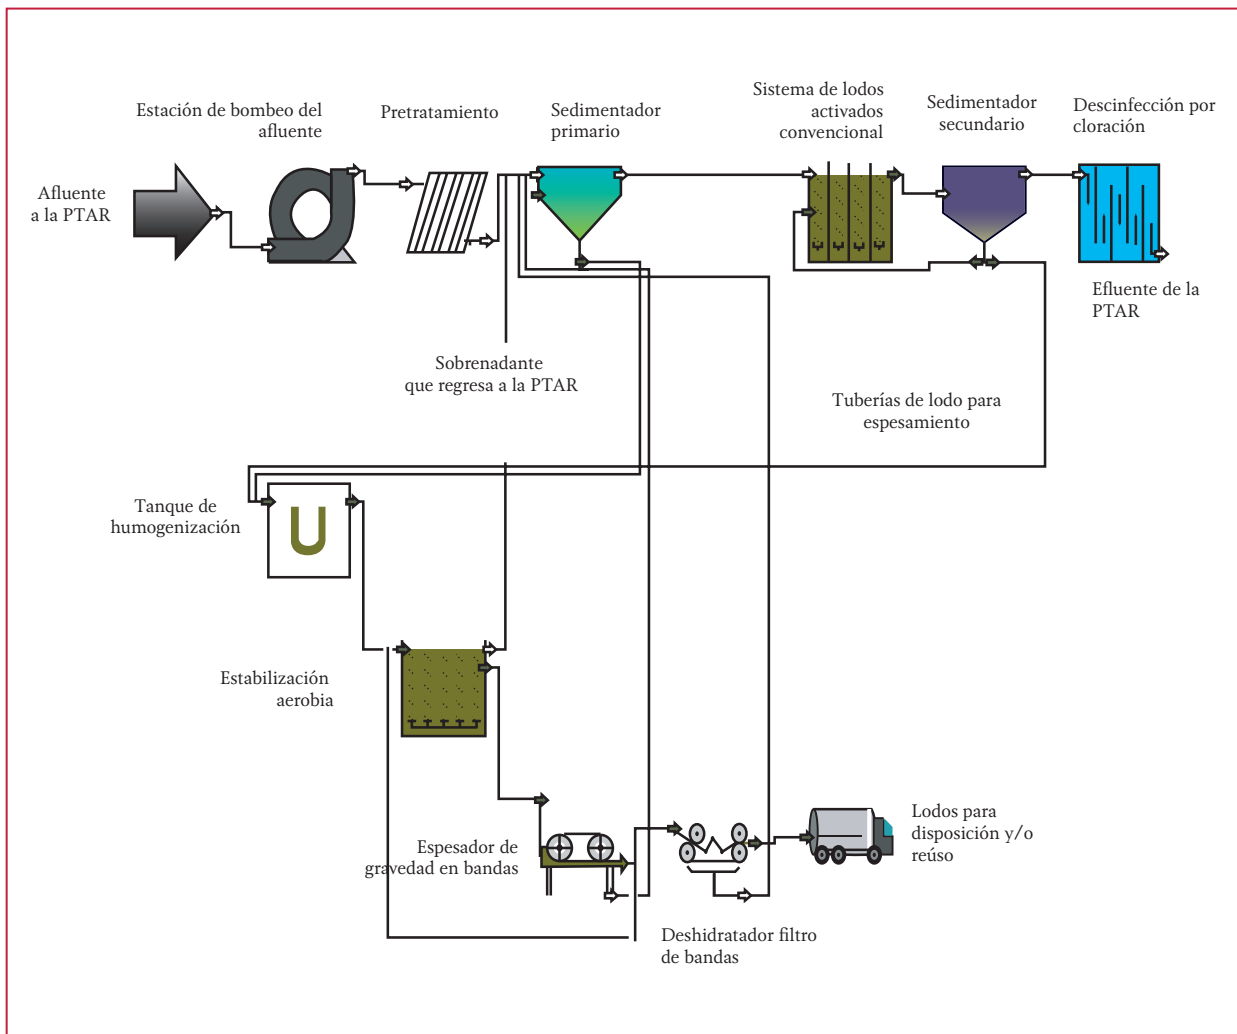 Estación de bombeo del
afluente
Pretratamiento
Sedimentador
primario
Sistema de lodos
activados
convencional
Sedimentador
secundario
Descinfección por
cloración
Afluente
a la PTAR
Efluente de la
PTAR
Sobrenadante
que regresa a la PTAR
Tuberías de lodo para
espesamiento
Tanque de
humogenización
U
Estabilización
aerobia
Espesador de
gravedad en bandas
Lodos para
disposición y/o
reúso
Deshidratador filtro
de bandas